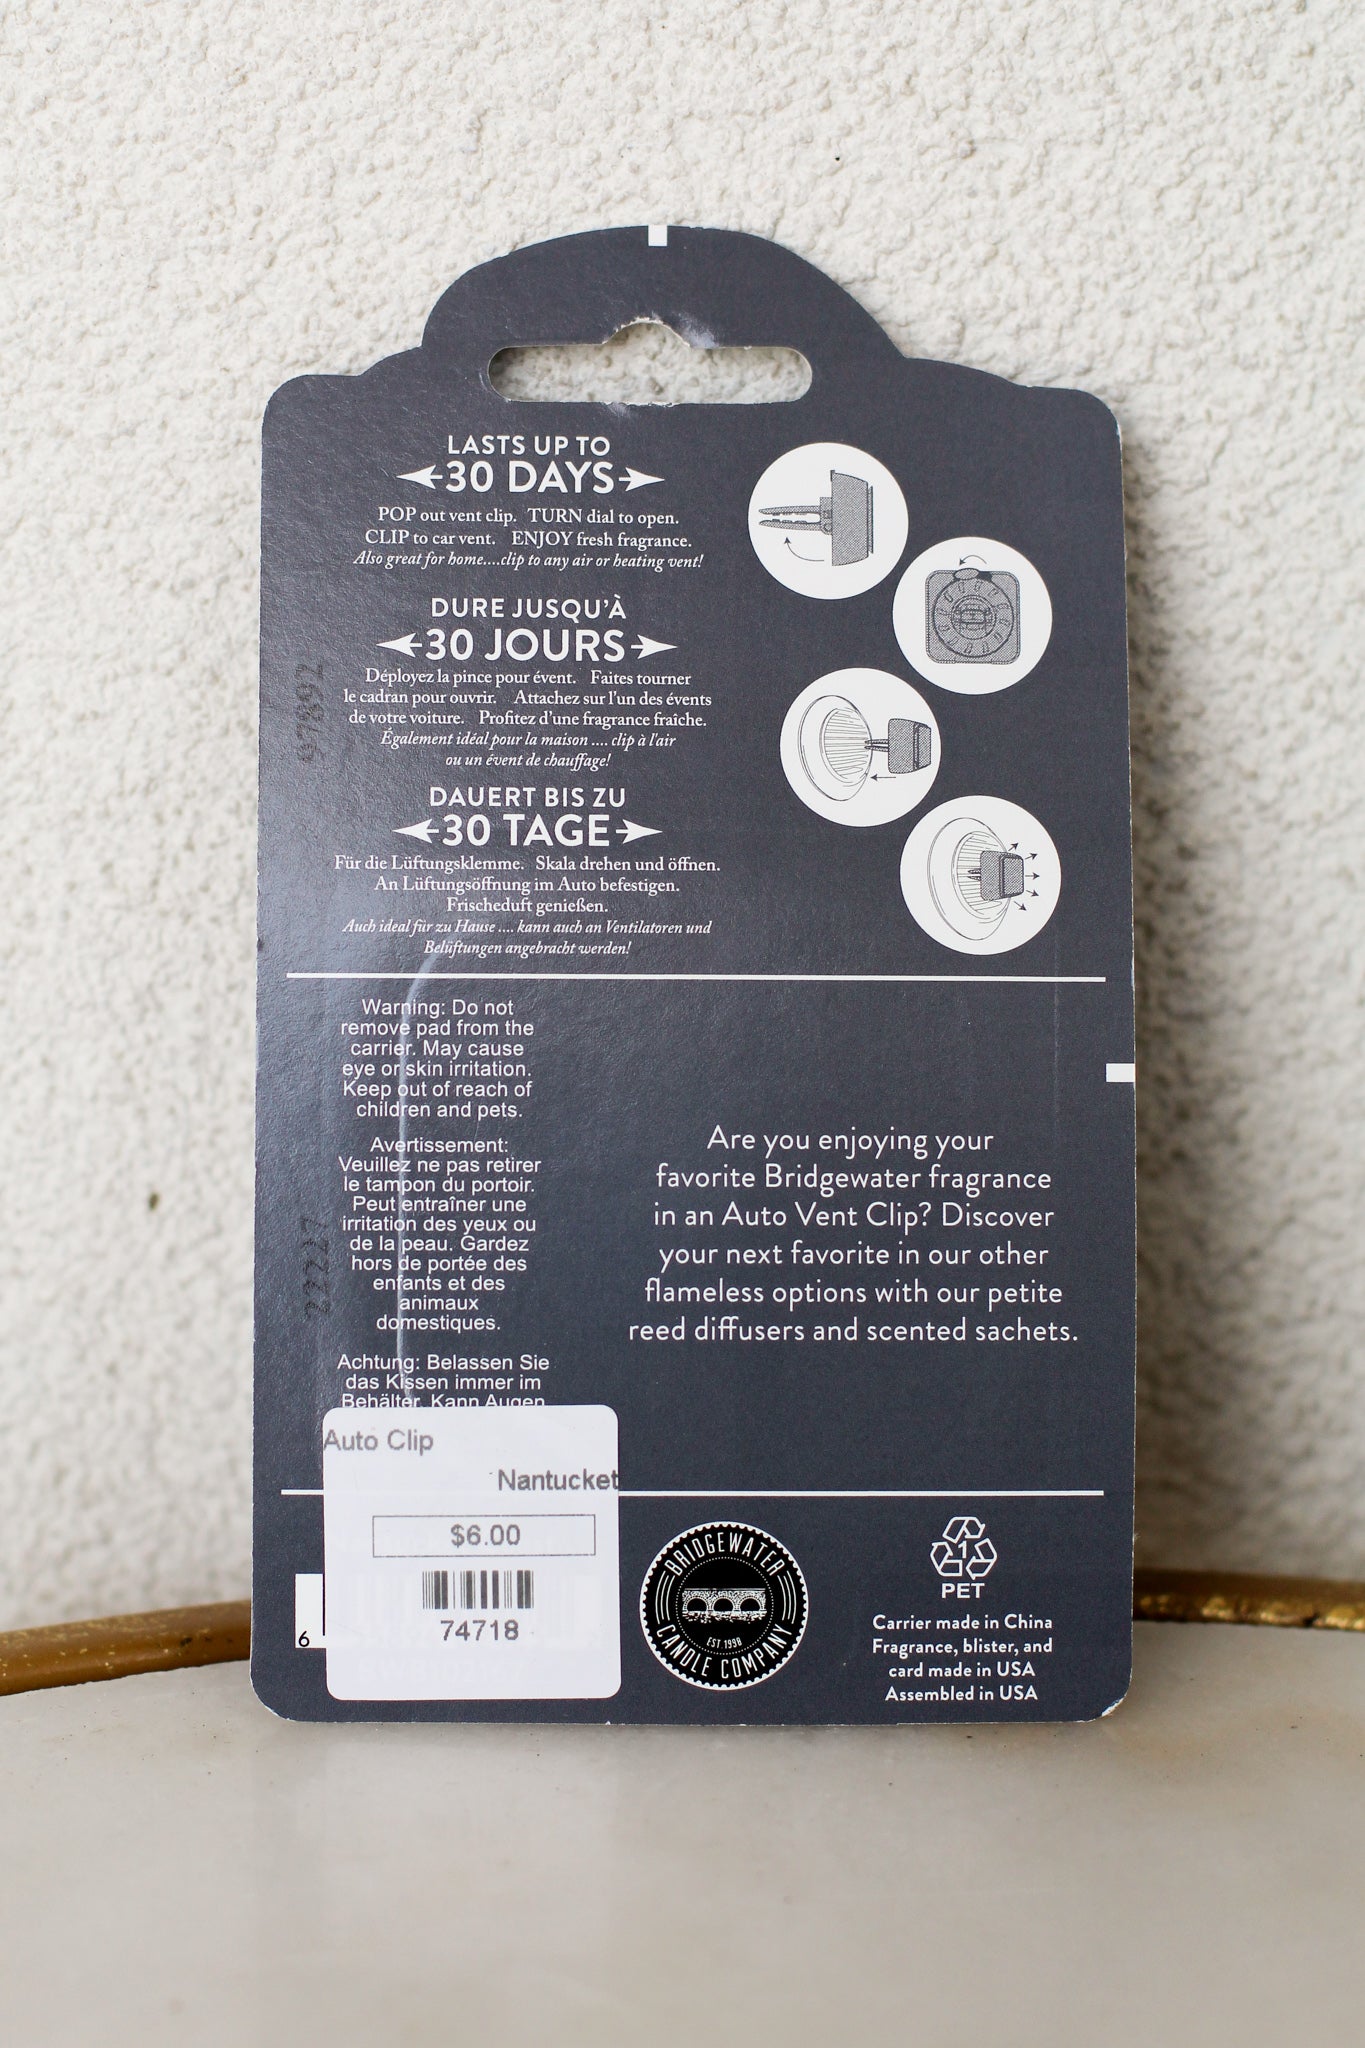 LASTS UP TO
30 DAYS
POP out vent clip. TURN dial to open.
CLIP to car vent. ENJOY fresh fragrance.
Also great for home....clip to any air or heating vent!
DURE JUSQU'À
30 JOURS
Déployez la pince pour évent. Faites tourner
le cadran pour ouvrir. Attachez sur l'un des évents
de votre voiture. Profitez d'une fragrance fraîche.
Également idéal pour la maison .... clip à l'air
ou un évent de chauffage!
DAUERT BIS ZU
30 TAGE
Für die Lüftungsklemme. Skala drehen und öffnen.
An Lüftungsöffnung im Auto befestigen.
Frischeduft genießen.
Auch ideal für zu Hause .... kann auch an Ventilatoren und
Belüftungen angebracht werden!
07892
22227
Warning: Do not
remove pad from the
carrier. May cause
eye or skin irritation.
Keep out of reach of
children and pets.
Avertissement:
Veuillez ne pas retirer
le tampon du portoir.
Peut entraîner une
irritation des yeux ou
de la peau. Gardez
hors de portée des
enfants et des
animaux
domestiques.
Achtung: Belassen Sie
das Kissen immer im
Behälter. Kann Augen
Are you enjoying your
favorite Bridgewater fragrance
in an Auto Vent Clip? Discover
your next favorite in our other
flameless options with our petite
reed diffusers and scented sachets.
Auto Clip
Nantucket
$6.00
74718
6
BRIDGEWATER
EST. 1998
CANDLE COMPANY
1
PET
Carrier made in China
Fragrance, blister, and
card made in USA
Assembled in USA